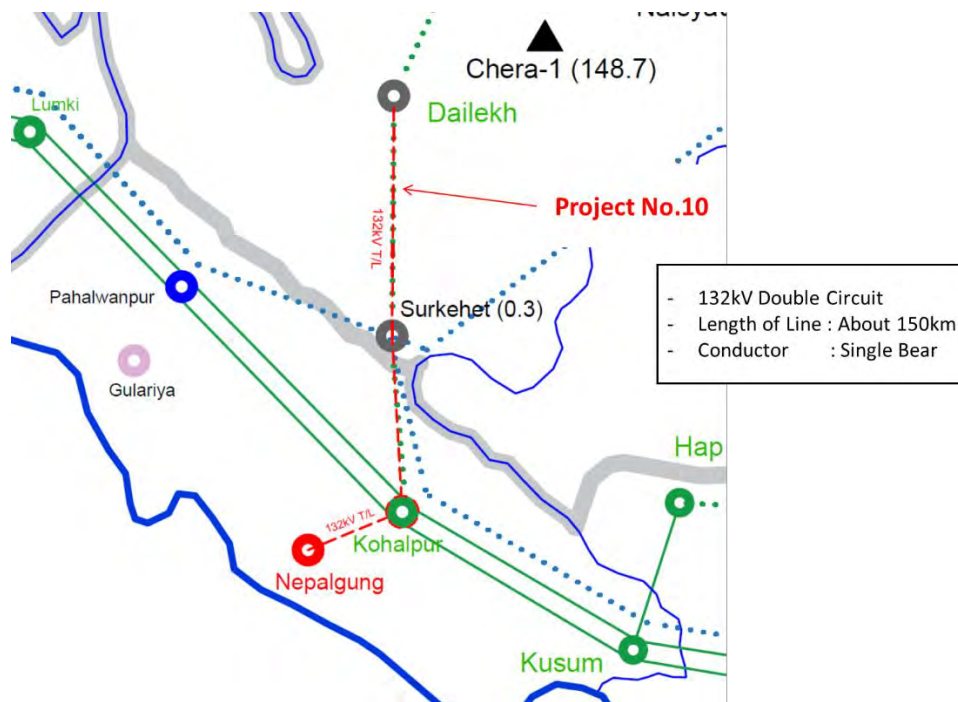 Chera-1 (148.7)
Dailekh
Lumki
Project No.10
132kV T/L
Pahalwanpur
Surkehet (0.3)
- 132kV Double Circuit
- Length of Line : About 150km
- Conductor : Single Bear
Gulariya
Hap
132kV T/L
Kohalpur
Nepalgung
Kusum